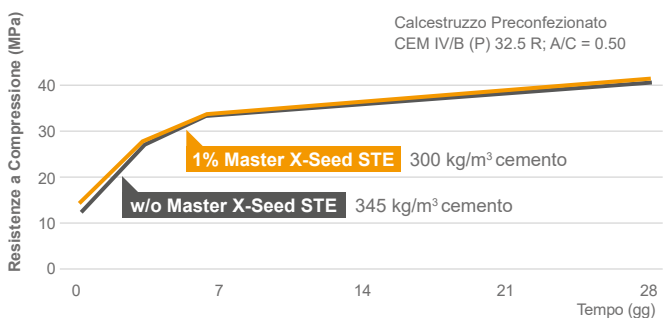 Calcestruzzo Preconfezionato
CEM IV/B (P) 32.5 R; A/C = 0.50
Resistenze a Compressione (MPa)
40
30
20
10
0
1% Master X-Seed STE 300 kg/m³ cemento
w/o Master X-Seed STE 345 kg/m³ cemento
0 7 14 21 28
Tempo (gg)